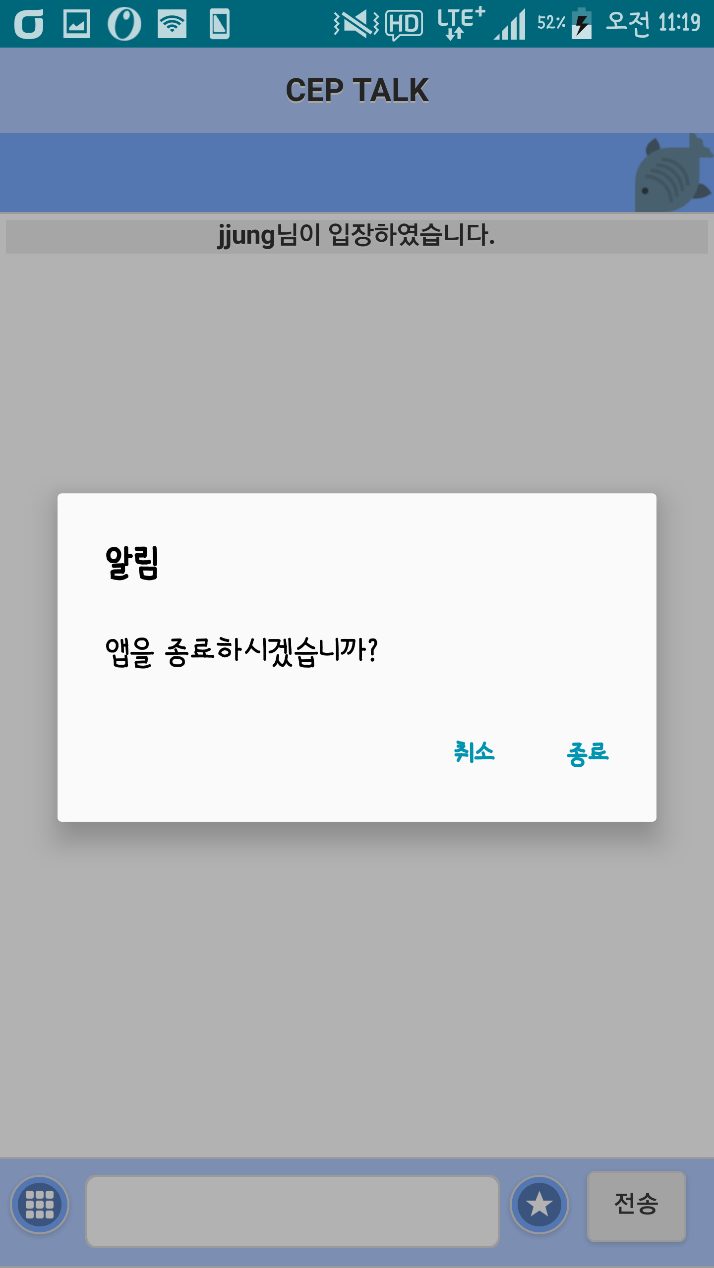 HD LTE+ 52% 오전 11:19
CEP TALK
jjung님이 입장하였습니다.
알림
앱을 종료하시겠습니까?
취소 종료
전송